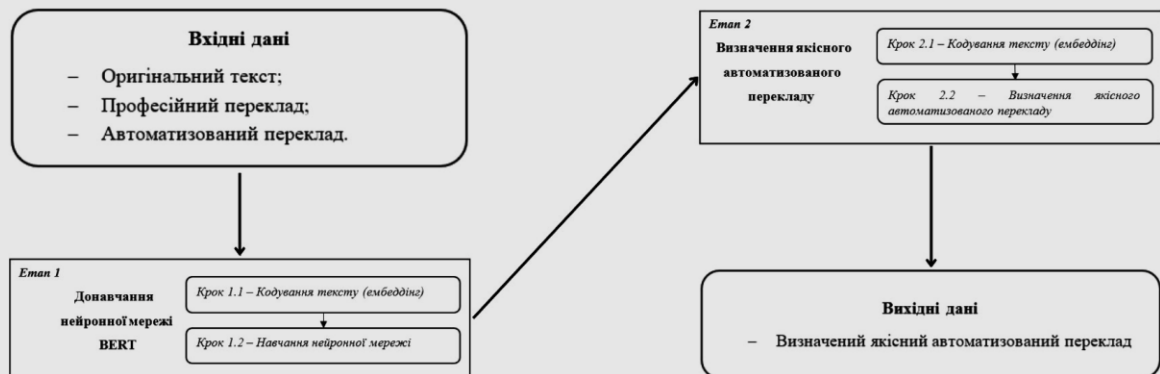 Вхідні дані
– Оригінальний текст;
– Професійний переклад;
– Автоматизований переклад.
Етап 1
Донавчання
нейронної мережі
BERT
Крок 1.1 – Кодування тексту (ембеддінг)
Крок 1.2 – Навчання нейронної мережі
Етап 2
Визначення якісного
автоматизованого
перекладу
Крок 2.1 – Кодування тексту (ембеддінг)
Крок 2.2 – Визначення якісного
автоматизованого перекладу
Вихідні дані
– Визначений якісний автоматизований переклад